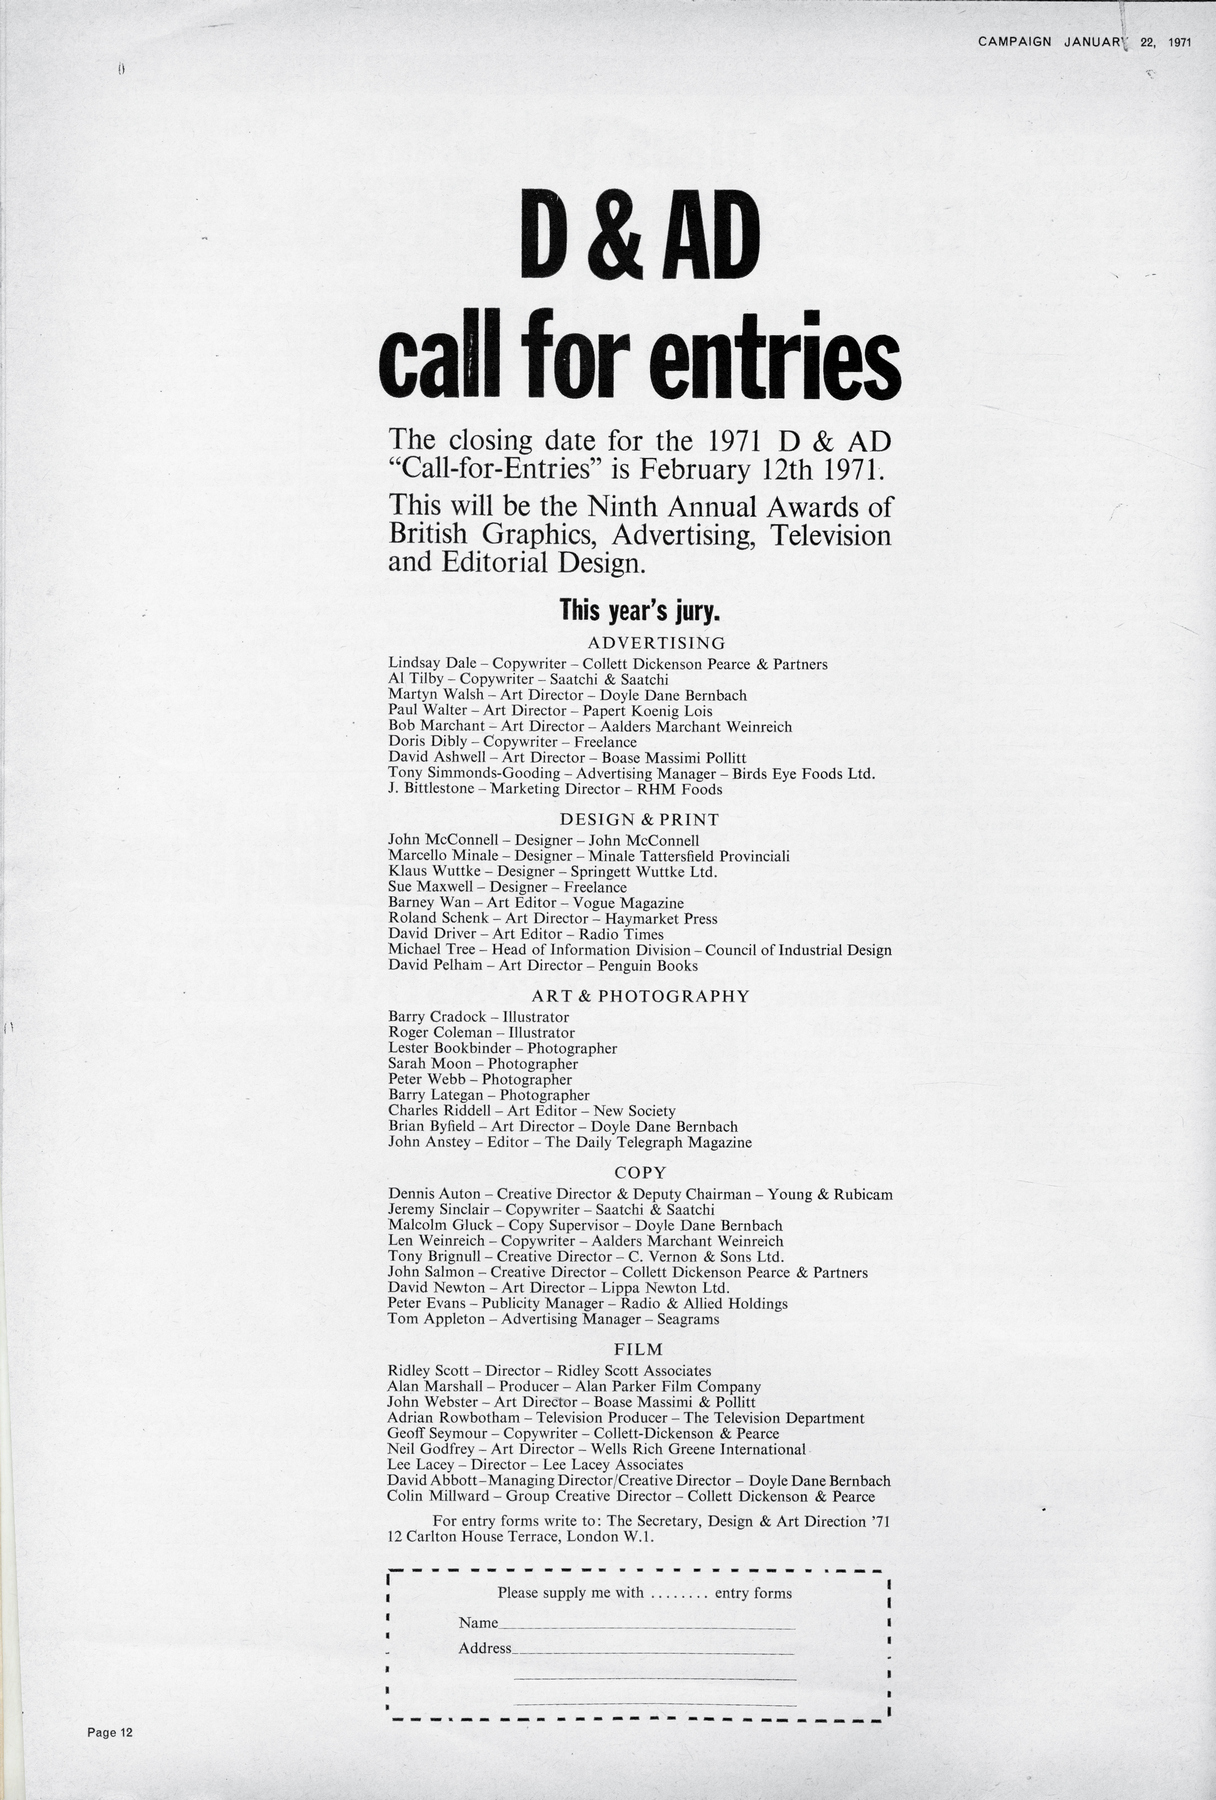 CAMPAIGN JANUARY 22, 1971
D & AD
call for entries
The closing date for the 1971 D & AD
“Call-for-Entries” is February 12th 1971.
This will be the Ninth Annual Awards of
British Graphics, Advertising, Television
and Editorial Design.
This year's jury.
ADVERTISING
Lindsay Dale – Copywriter – Collett Dickenson Pearce & Partners
Al Tilby – Copywriter – Saatchi & Saatchi
Martyn Walsh – Art Director – Doyle Dane Bernbach
Paul Walter – Art Director – Papert Koenig Lois
Bob Marchant – Art Director – Aalders Marchant Weinreich
Doris Dibly – Copywriter – Freelance
David Ashwell – Art Director – Boase Massimi Pollitt
Tony Simmonds-Gooding – Advertising Manager – Birds Eye Foods Ltd.
J. Bittlestone – Marketing Director – RHM Foods
DESIGN & PRINT
John McConnell – Designer – John McConnell
Marcello Minale – Designer – Minale Tattersfield Provinciali
Klaus Wuttke – Designer – Springett Wuttke Ltd.
Sue Maxwell – Designer – Freelance
Barney Wan – Art Editor – Vogue Magazine
Roland Schenk – Art Director – Haymarket Press
David Driver – Art Editor – Radio Times
Michael Tree – Head of Information Division – Council of Industrial Design
David Pelham – Art Director – Penguin Books
ART & PHOTOGRAPHY
Barry Cradock – Illustrator
Roger Coleman – Illustrator
Lester Bookbinder – Photographer
Sarah Moon – Photographer
Peter Webb – Photographer
Barry Lategan – Photographer
Charles Riddell – Art Editor – New Society
Brian Byfield – Art Director – Doyle Dane Bernbach
John Anstey – Editor – The Daily Telegraph Magazine
COPY
Dennis Auton – Creative Director & Deputy Chairman – Young & Rubicam
Jeremy Sinclair – Copywriter – Saatchi & Saatchi
Malcolm Gluck – Copy Supervisor – Doyle Dane Bernbach
Len Weinreich – Copywriter – Aalders Marchant Weinreich
Tony Brignull – Creative Director – C. Vernon & Sons Ltd.
John Salmon – Creative Director – Collett Dickenson Pearce & Partners
David Newton – Art Director – Lippa Newton Ltd.
Peter Evans – Publicity Manager – Radio & Allied Holdings
Tom Appleton – Advertising Manager – Seagrams
FILM
Ridley Scott – Director – Ridley Scott Associates
Alan Marshall – Producer – Alan Parker Film Company
John Webster – Art Director – Boase Massimi & Pollitt
Adrian Rowbotham – Television Producer – The Television Department
Geoff Seymour – Copywriter – Collett-Dickenson & Pearce
Neil Godfrey – Art Director – Wells Rich Greene International
Lee Lacey – Director – Lee Lacey Associates
David Abbott–Managing Director/Creative Director – Doyle Dane Bernbach
Colin Millward – Group Creative Director – Collett Dickenson & Pearce
For entry forms write to: The Secretary, Design & Art Direction '71
12 Carlton House Terrace, London W.1.
Please supply me with ........ entry forms
Name
Address
Page 12